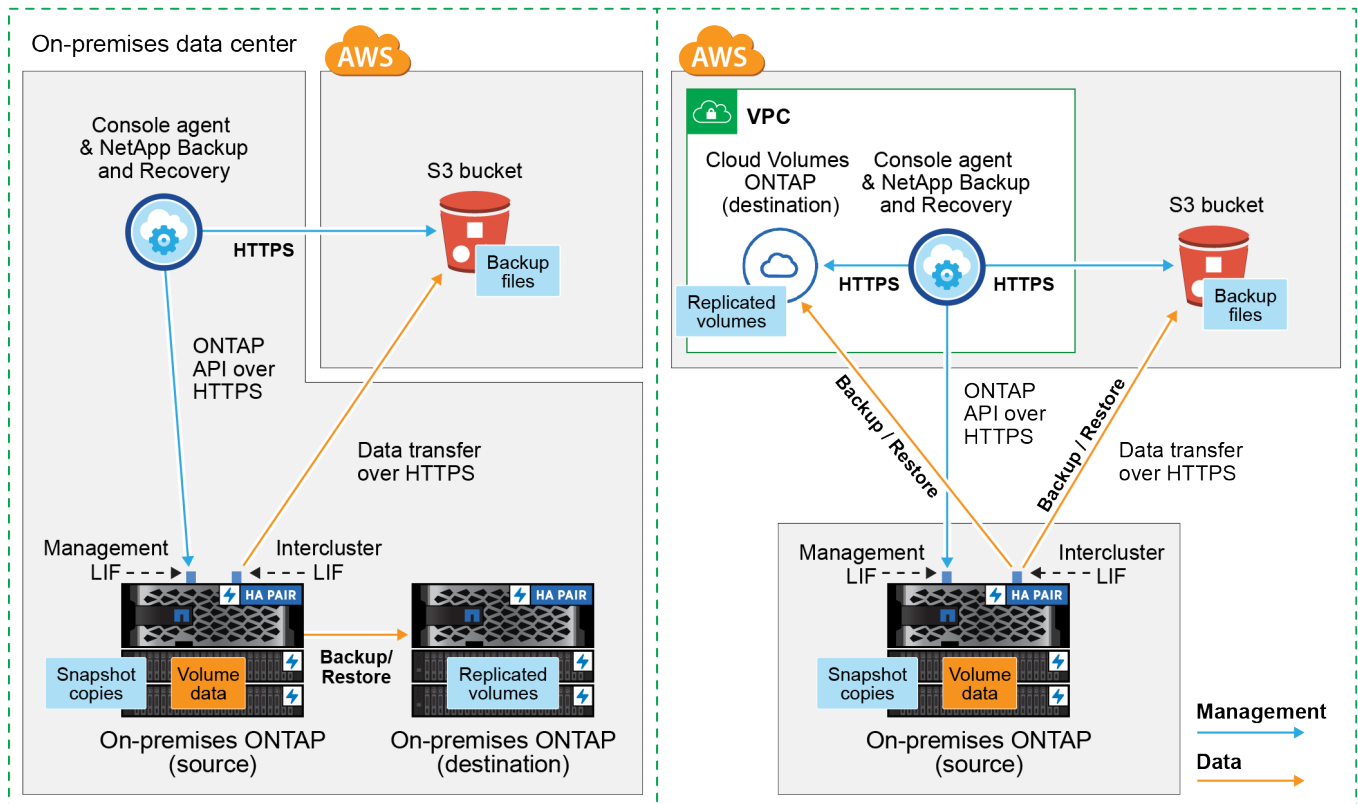 On-premises data center
AWS
Console agent
& NetApp Backup
and Recovery
S3 bucket
HTTPS
Backup
files
ONTAP
API over
HTTPS
Data transfer
over HTTPS
Management
LIF
Intercluster
LIF
HA PAIR
HA PAIR
Snapshot
copies
Volume
data
Backup/
Restore
Replicated
volumes
On-premises ONTAP
(source)
On-premises ONTAP
(destination)
AWS
VPC
Cloud Volumes
ONTAP
(destination)
Console agent
& NetApp Backup
and Recovery
S3 bucket
HTTPS
HTTPS
Replicated
volumes
Backup
files
Backup / Restore
ONTAP
API over
HTTPS
Backup / Restore
Data transfer
over HTTPS
Management
LIF
Intercluster
LIF
HA PAIR
Snapshot
copies
Volume
data
On-premises ONTAP
(source)
Management
Data